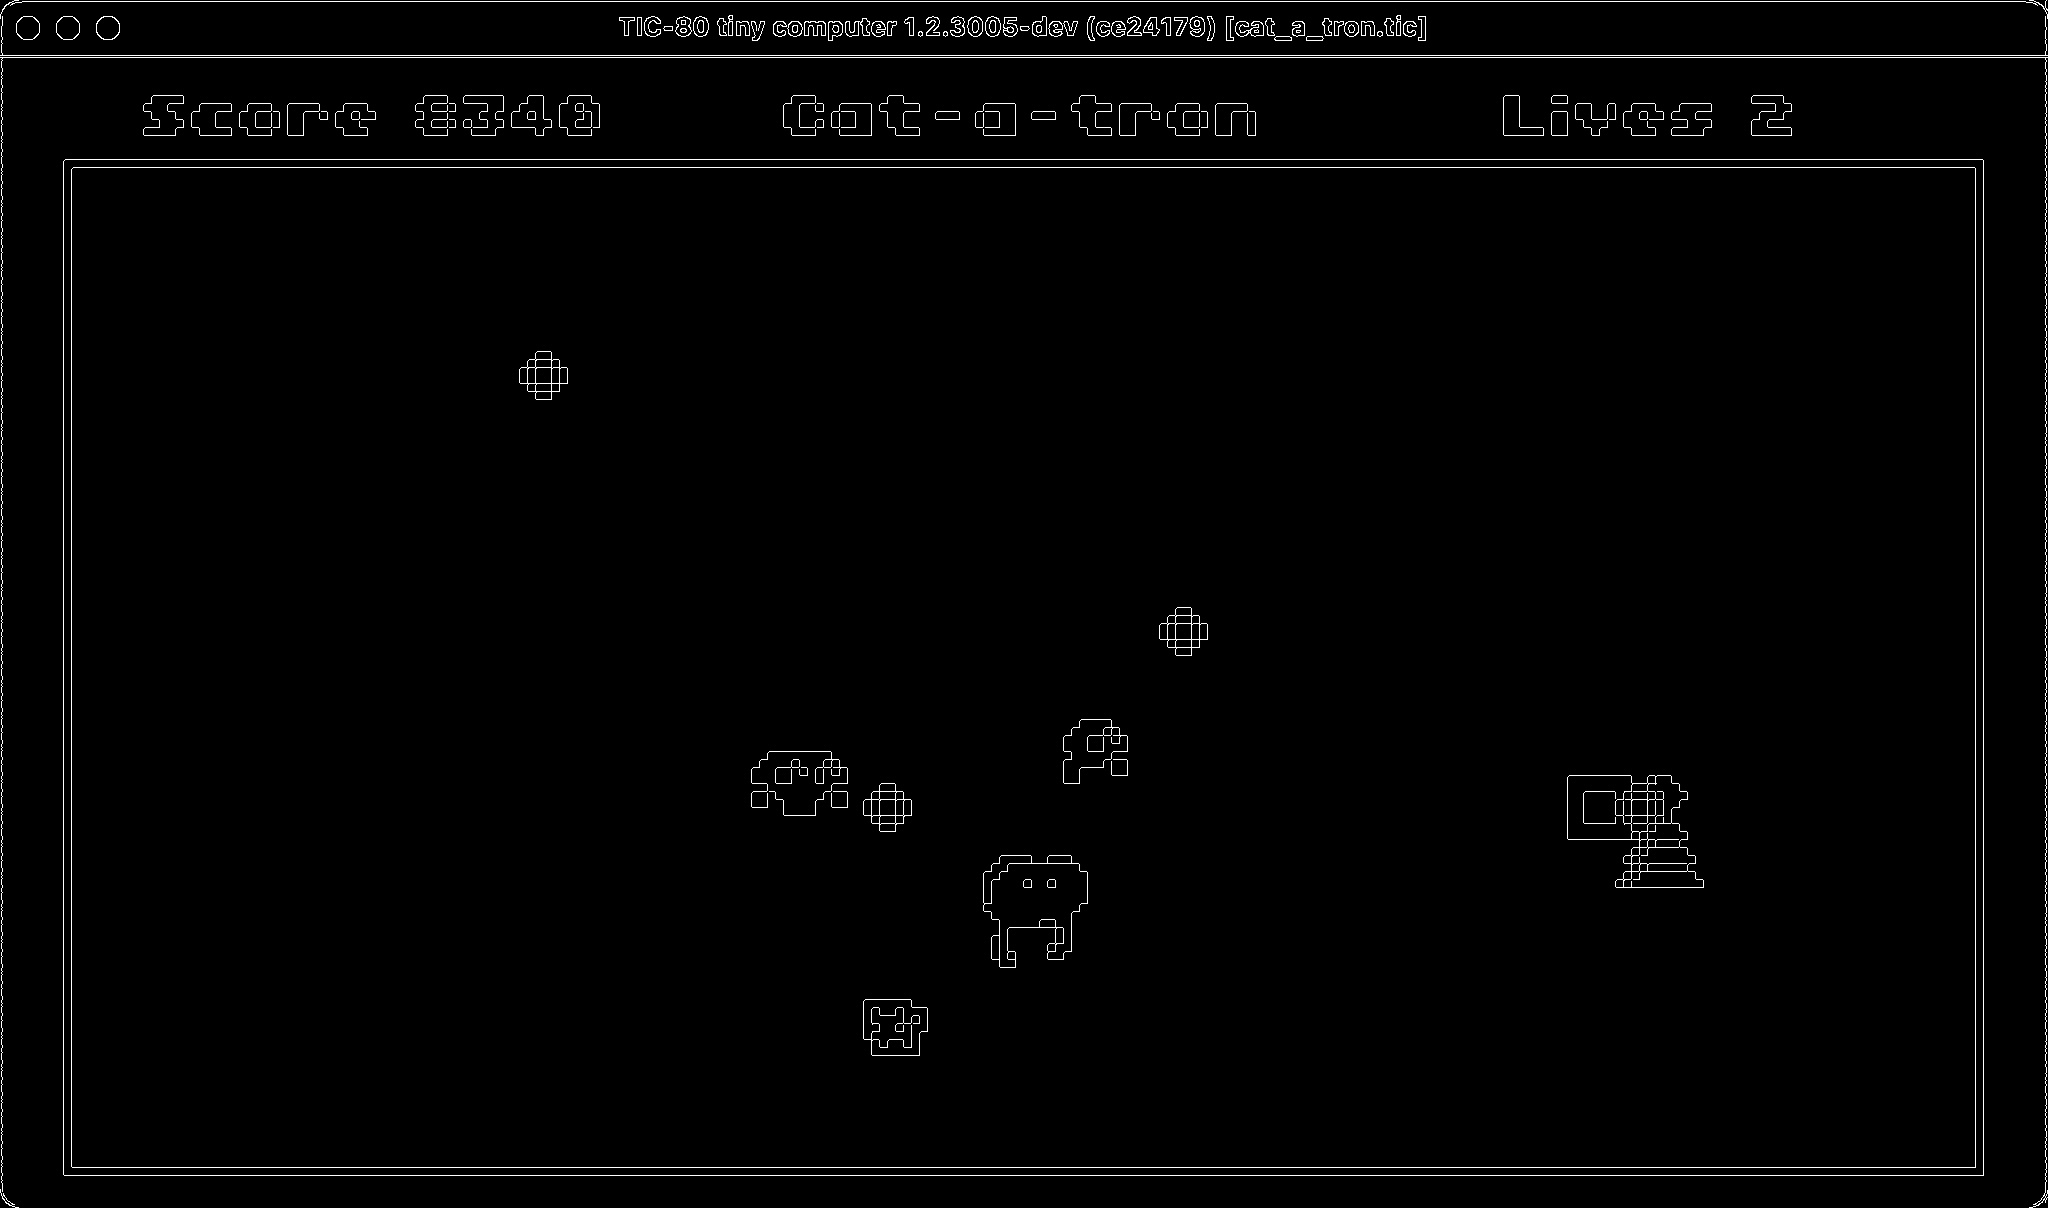 TIC-80 tiny computer 1.2.3005-dev (ce24179) [cat_a_tron.tic]
Score 8340 Cat-a-tron Lives 2